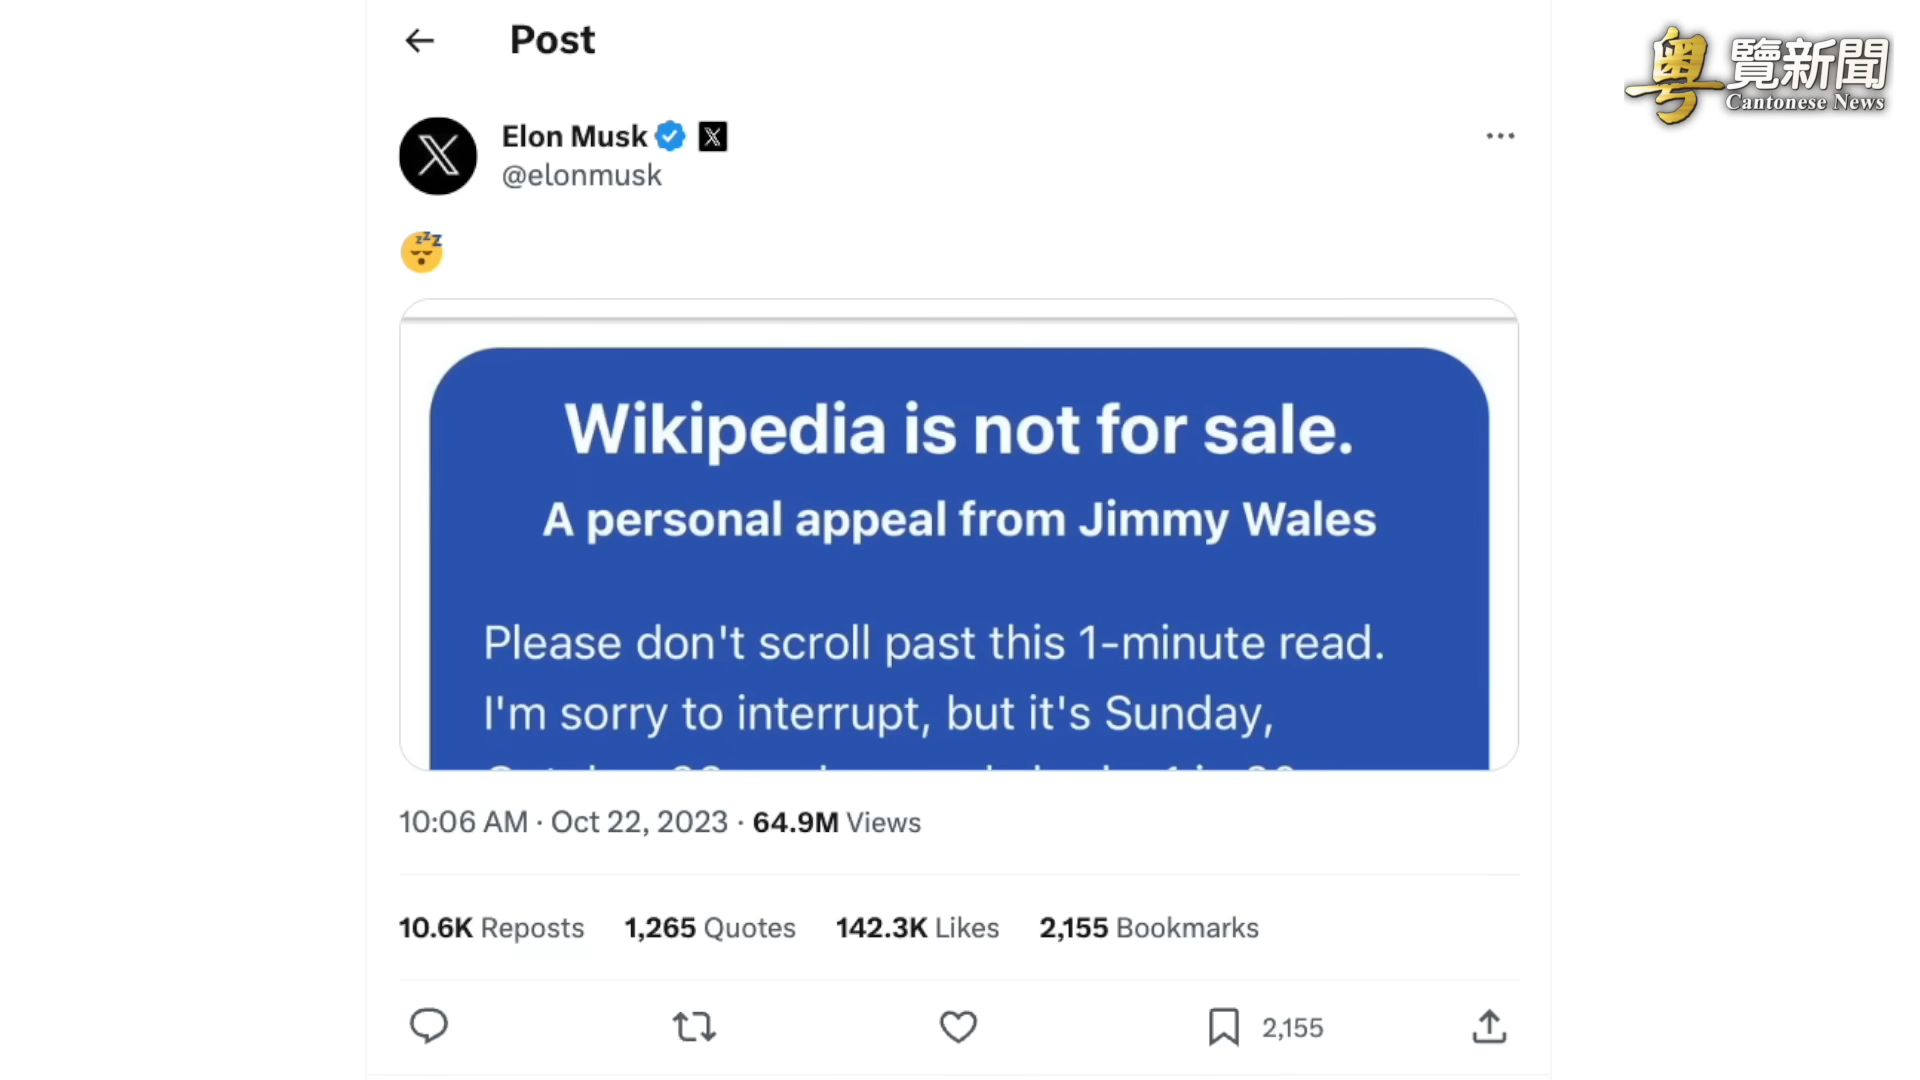 Post
粵覽新聞
Cantonese News
Elon Musk
@elonmusk
Wikipedia is not for sale.
A personal appeal from Jimmy Wales
Please don't scroll past this 1-minute read.
I'm sorry to interrupt, but it's Sunday,
10:06 AM · Oct 22, 2023 · 64.9M Views
10.6K Reposts 1,265 Quotes 142.3K Likes 2,155 Bookmarks
2,155